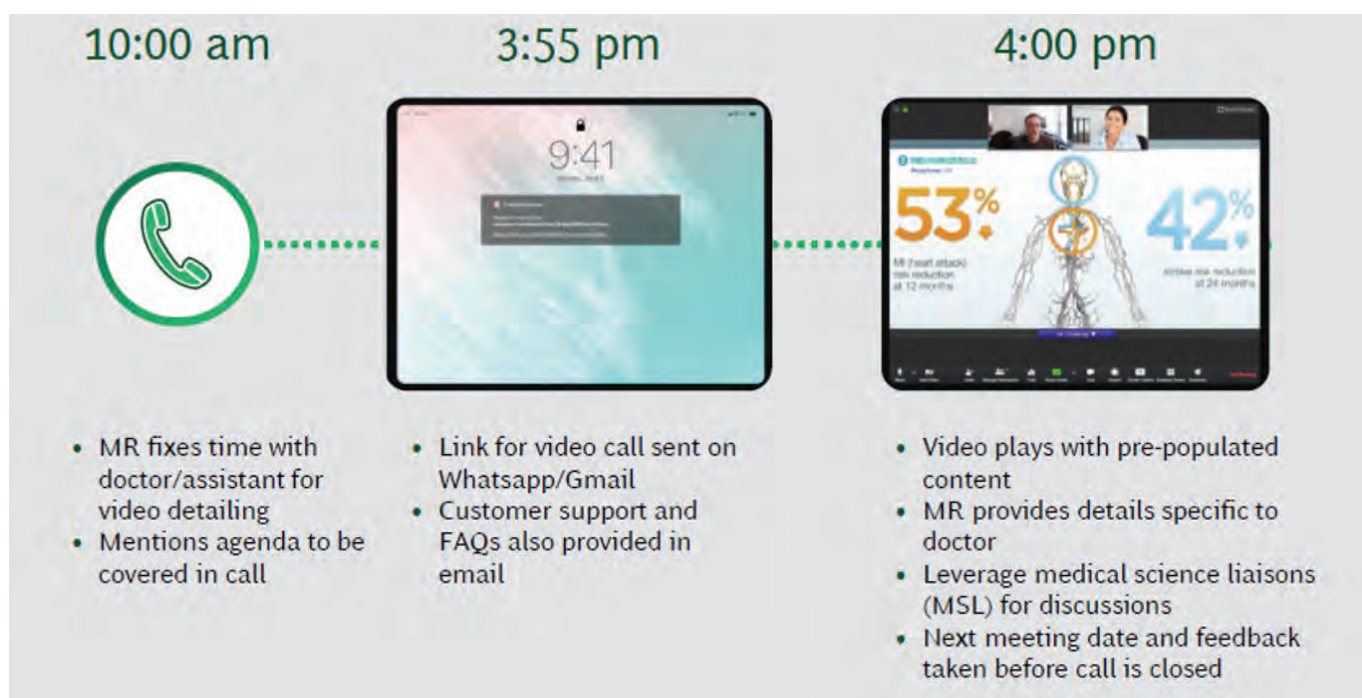 10:00 am
3:55 pm
4:00 pm
9:41
53%
MI (heart attack)
risk reduction
at 12 months
42%
stroke risk reduction
at 24 months
• MR fixes time with
doctor/assistant for
video detailing
• Mentions agenda to be
covered in call
• Link for video call sent on
Whatsapp/Gmail
• Customer support and
FAQs also provided in
email
• Video plays with pre-populated
content
• MR provides details specific to
doctor
• Leverage medical science liaisons
(MSL) for discussions
• Next meeting date and feedback
taken before call is closed